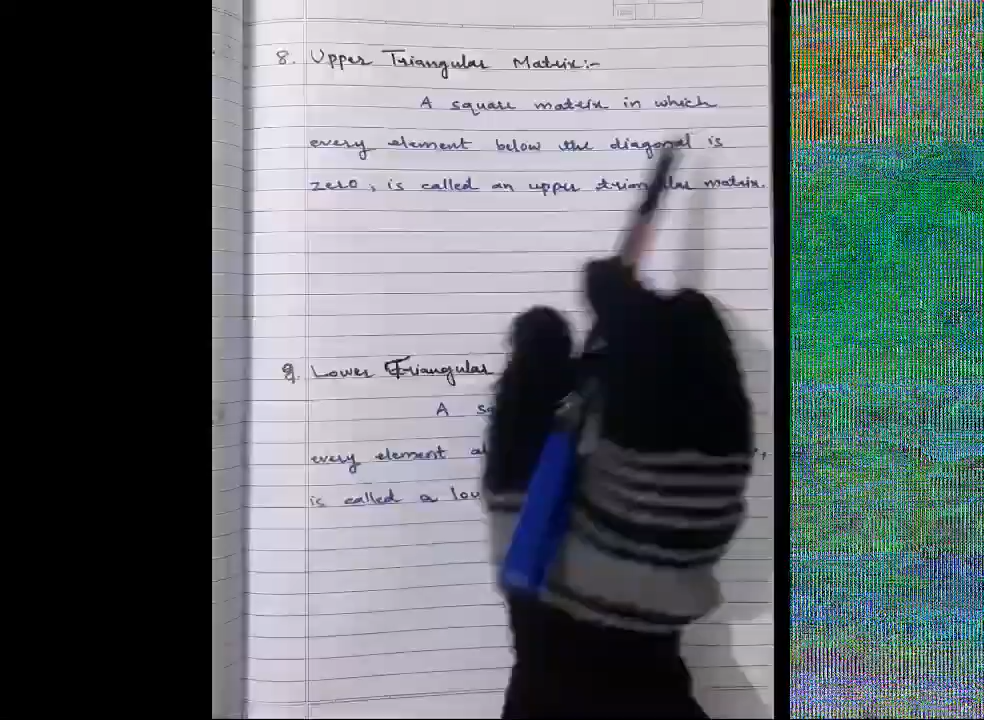 8. Upper Triangular Matrix:-
A square matrix in which
every element below the diagonal is
zero, is called an upper triangular matrix.
9. Lower Triangular
A
every element
is called a